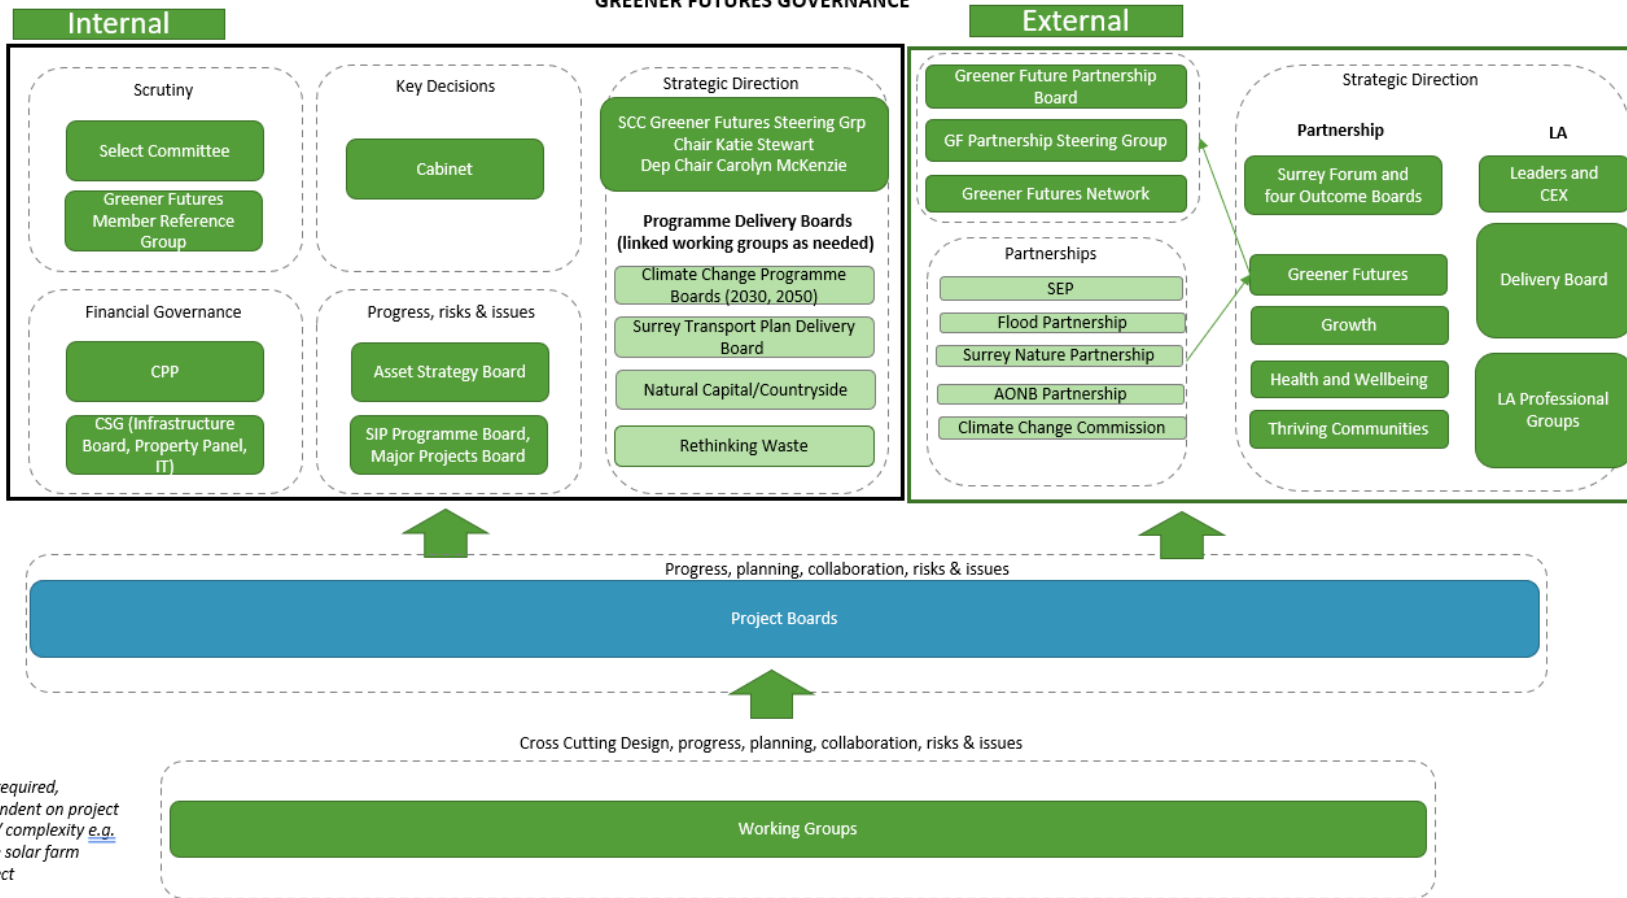 GREENER FUTURES GOVERNANCE
Internal
External
Scrutiny
Select Committee
Greener Futures
Member Reference
Group
Key Decisions
Cabinet
Strategic Direction
SCC Greener Futures Steering Grp
Chair Katie Stewart
Dep Chair Carolyn McKenzie
Programme Delivery Boards
(linked working groups as needed)
Climate Change Programme
Boards (2030, 2050)
Surrey Transport Plan Delivery
Board
Natural Capital/Countryside
Rethinking Waste
Financial Governance
CPP
CSG (Infrastructure
Board, Property Panel,
IT)
Progress, risks & issues
Asset Strategy Board
SIP Programme Board,
Major Projects Board
Greener Future Partnership
Board
GF Partnership Steering Group
Greener Futures Network
Partnerships
SEP
Flood Partnership
Surrey Nature Partnership
AONB Partnership
Climate Change Commission
Strategic Direction
Partnership
Surrey Forum and
four Outcome Boards
Greener Futures
Growth
Health and Wellbeing
Thriving Communities
LA
Leaders and
CEX
Delivery Board
LA Professional
Groups
Progress, planning, collaboration, risks & issues
Project Boards
Cross Cutting Design, progress, planning, collaboration, risks & issues
Working Groups
equired,
ndent on project
/ complexity e.g.
solar farm
ect